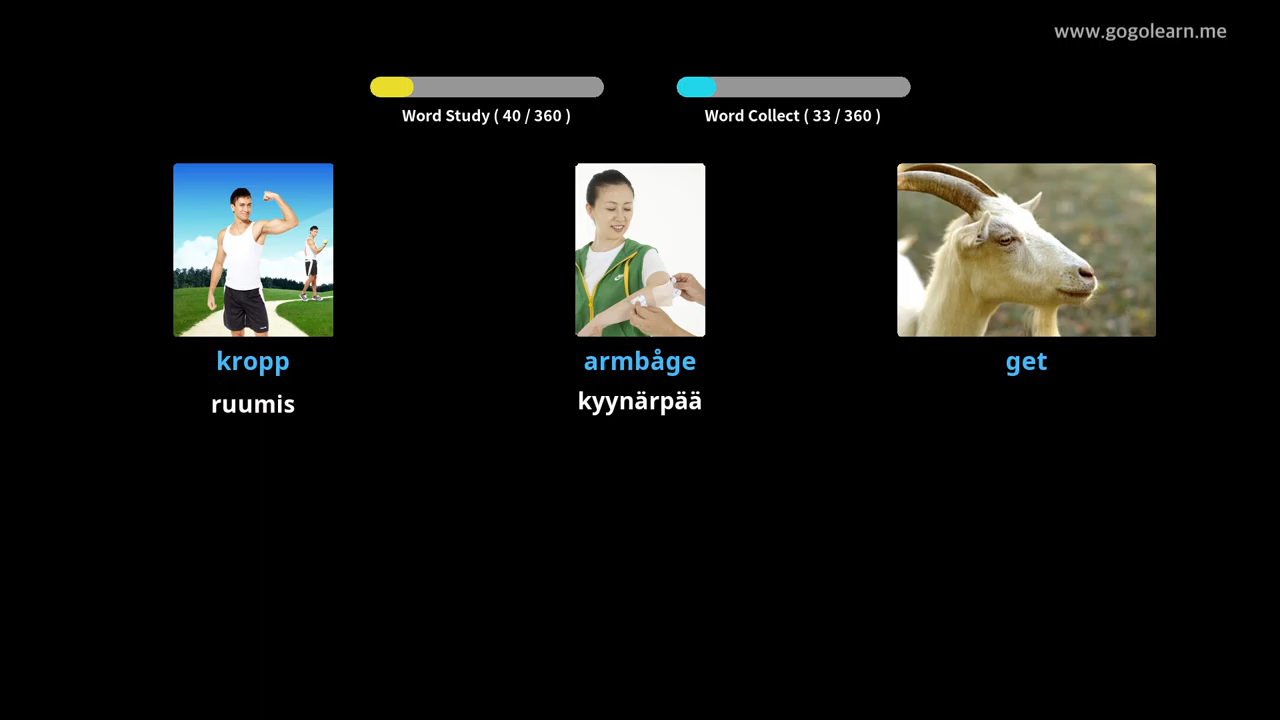 www.gogolearn.me
Word Study ( 40 / 360 )
Word Collect ( 33 / 360 )
kropp
ruumis
armbåge
kyynärpää
get